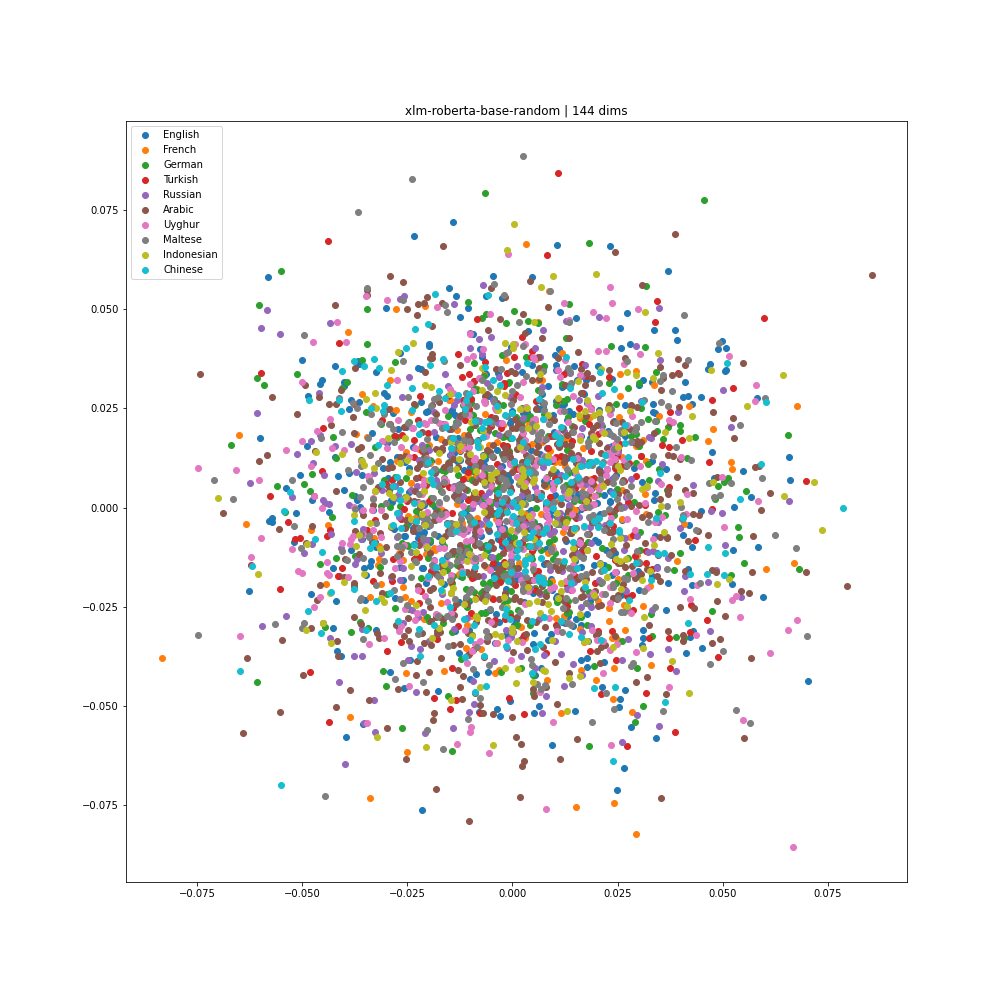 xlm-roberta-base-random | 144 dims
English
French
German
Turkish
Russian
Arabic
Uyghur
Maltese
Indonesian
Chinese
0.075
0.050
0.025
0.000
−0.025
−0.050
−0.075
−0.075 −0.050 −0.025 0.000 0.025 0.050 0.075